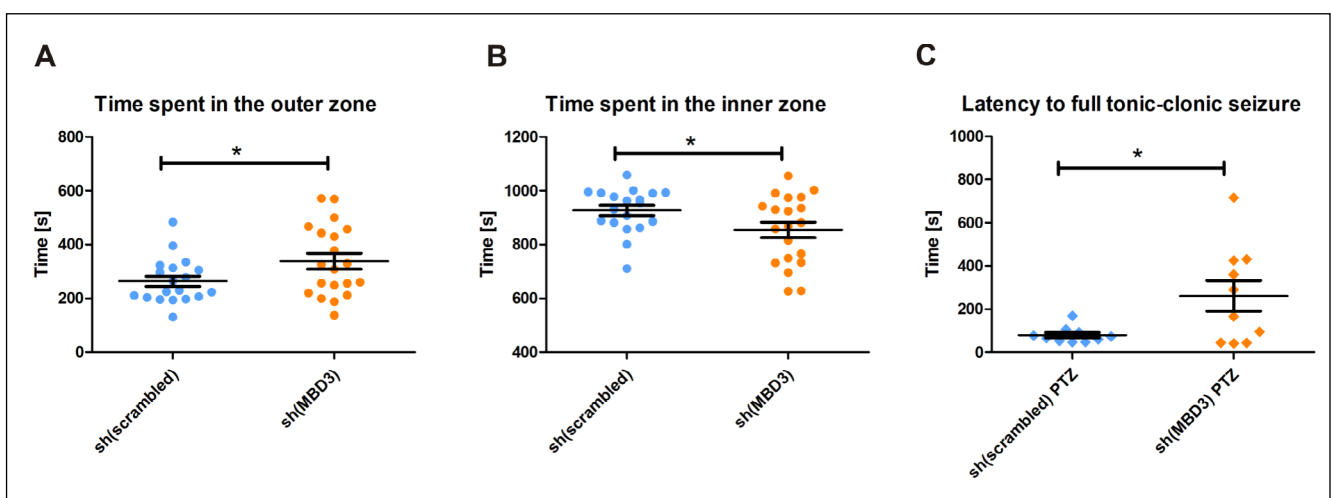 A
Time spent in the outer zone
Time [s]
800
600
400
200
0
*
sh(scrambled)
sh(MBD3)
B
Time spent in the inner zone
Time [s]
1200
1000
800
600
400
*
sh(scrambled)
sh(MBD3)
C
Latency to full tonic-clonic seizure
Time [s]
1000
800
600
400
200
0
*
sh(scrambled) PTZ
sh(MBD3) PTZ